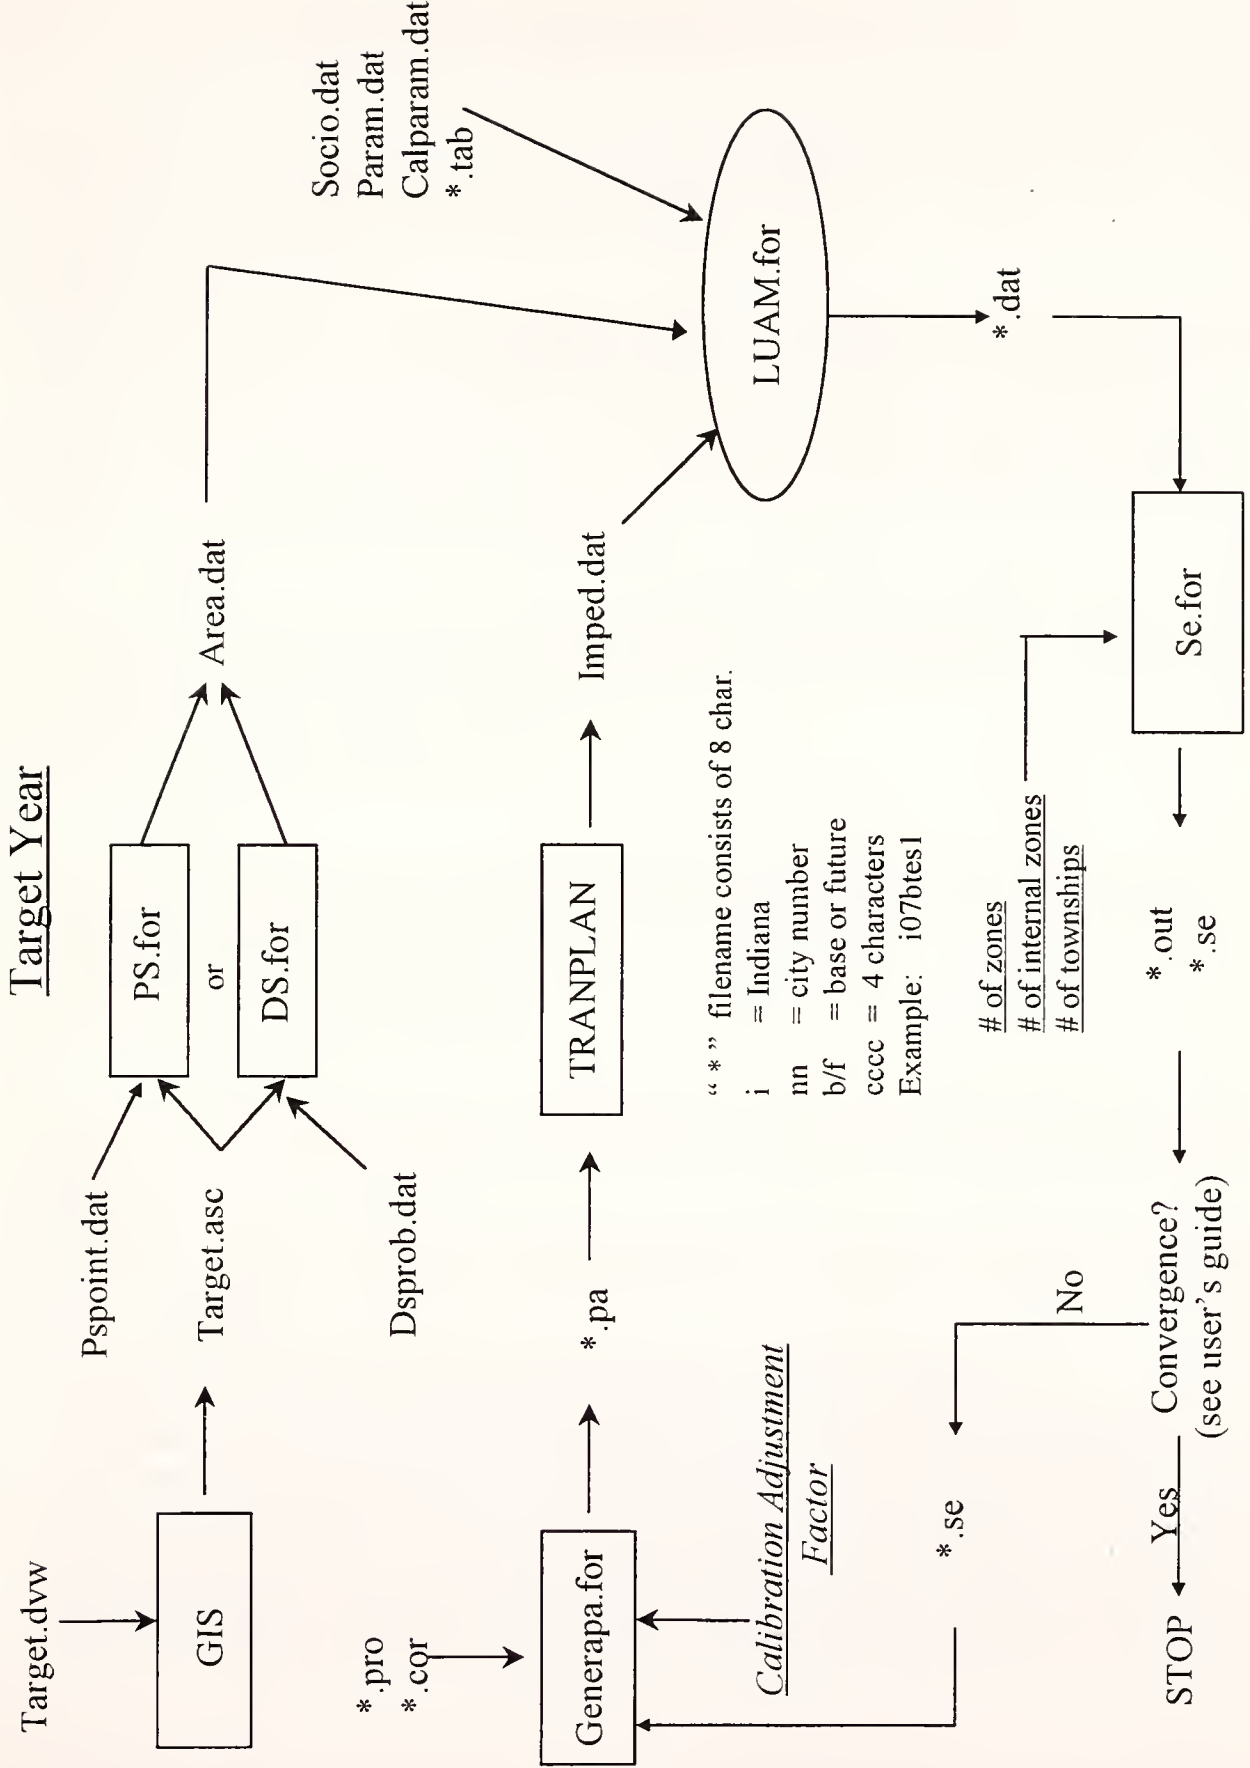 Target Year
Target.dvw
GIS
Pspoint.dat
Target.asc
Dsprob.dat
PS.for
or
DS.for
Area.dat
Socio.dat
Param.dat
Calparam.dat
*.tab
*.pro
*.cor
Generapa.for
*.pa
TRANPLAN
Imped.dat
LUAM.for
Calibration Adjustment
Factor
“ * ” filename consists of 8 char.
i = Indiana
nn = city number
b/f = base or future
cccc = 4 characters
Example: i07btes1
*.dat
*.se
# of zones
# of internal zones
# of townships
Se.for
*.out
*.se
No
Convergence?
(see user's guide)
Yes
STOP